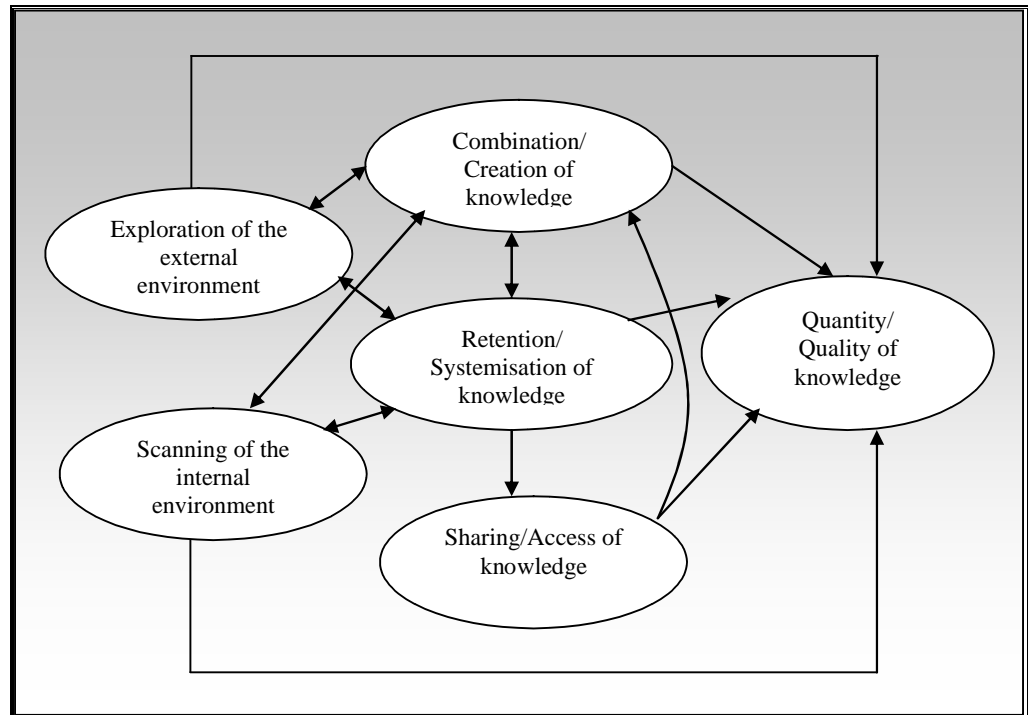 Combination/
Creation of
knowledge
Exploration of the
external
environment
Retention/
Systemisation of
knowledge
Quantity/
Quality of
knowledge
Scanning of the
internal
environment
Sharing/Access of
knowledge